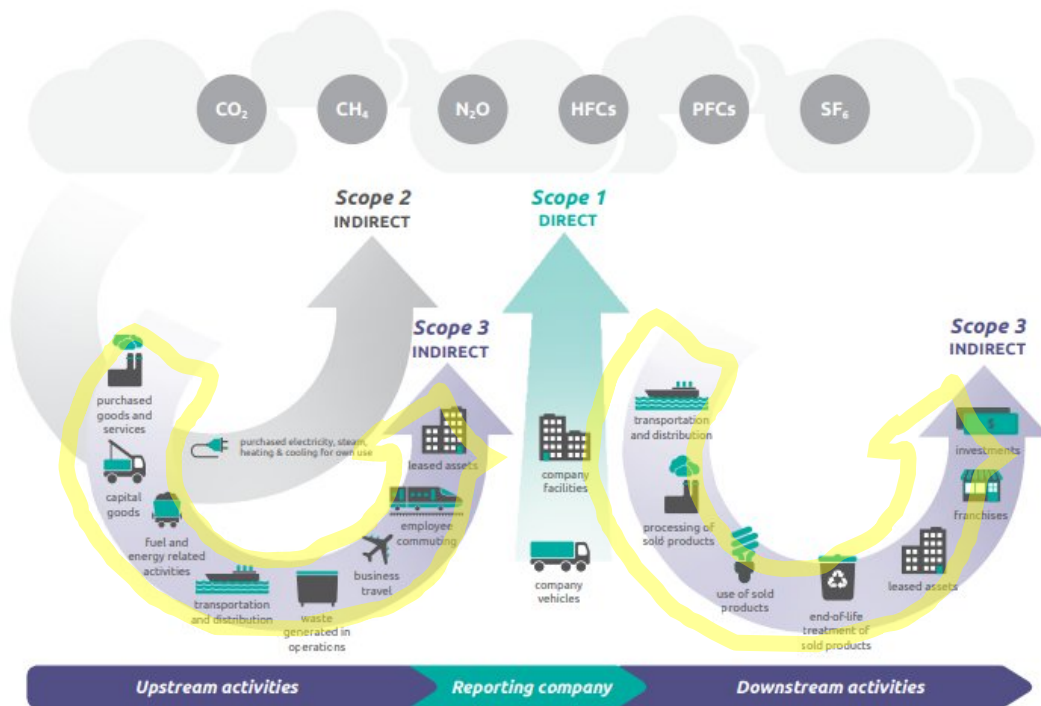 CO₂
CH₄
N₂O
HFCs
PFCs
SF₆
Scope 2
INDIRECT
Scope 1
DIRECT
Scope 3
INDIRECT
Scope 3
INDIRECT
purchased
goods and
services
capital
goods
fuel and
energy related
activities
purchased electricity, steam,
heating & cooling for own use
transportation
and distribution
waste
generated in
operations
business
travel
employee
commuting
leased assets
company
facilities
company
vehicles
transportation
and distribution
processing of
sold products
use of sold
products
end-of-life
treatment of
sold products
leased assets
franchises
investments
$
Upstream activities
Reporting company
Downstream activities